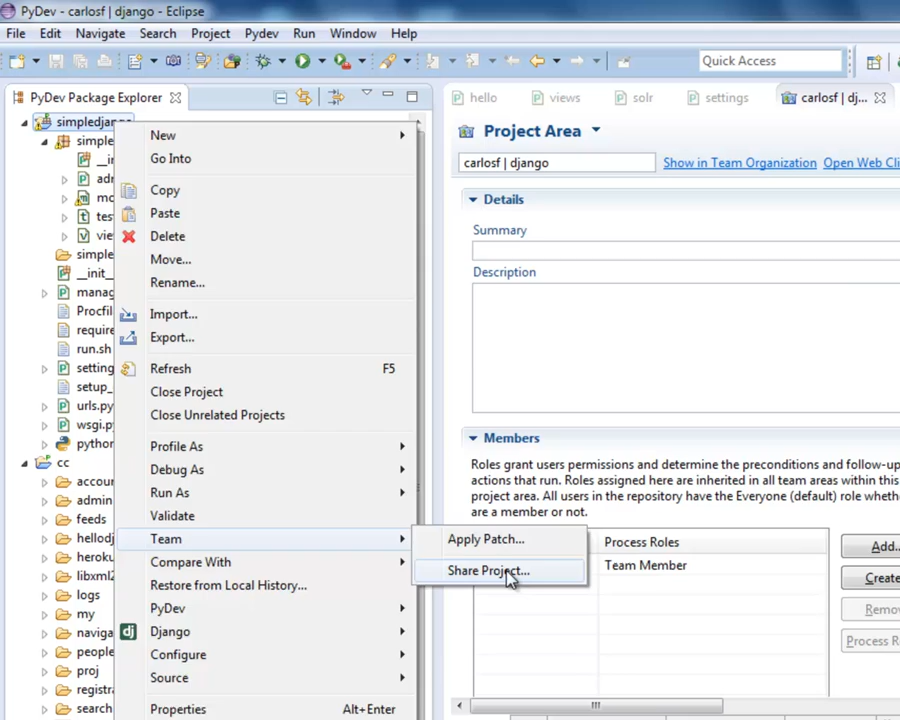 PyDev - carlosf | django - Eclipse
File Edit Navigate Search Project Pydev Run Window Help
Quick Access
PyDev Package Explorer
hello views solr settings carlosf | dj...
simpledjango
simple
__i
adr
mo
tes
vie
simple
__init_
manag
Procfil
require
run.sh
setting
setup_
urls.py
wsgi.py
python
cc
accour
admin
feeds
hellodj
heroku
libxml2
logs
my
naviga
people
proj
registr
search
New
Go Into
Copy
Paste
Delete
Move...
Rename...
Import...
Export...
Refresh F5
Close Project
Close Unrelated Projects
Profile As
Debug As
Run As
Validate
Team
Compare With
Restore from Local History...
PyDev
Django
Configure
Source
Properties Alt+Enter
Apply Patch...
Share Project...
Project Area
carlosf | django
Show in Team Organization Open Web Cli
Details
Summary
Description
Members
Roles grant users permissions and determine the preconditions and follow-up
actions that run. Roles assigned here are inherited in all team areas within this
project area. All users in the repository have the Everyone (default) role whethe
are a member or not.
Process Roles
Team Member
Add..
Create
Remov
Process R